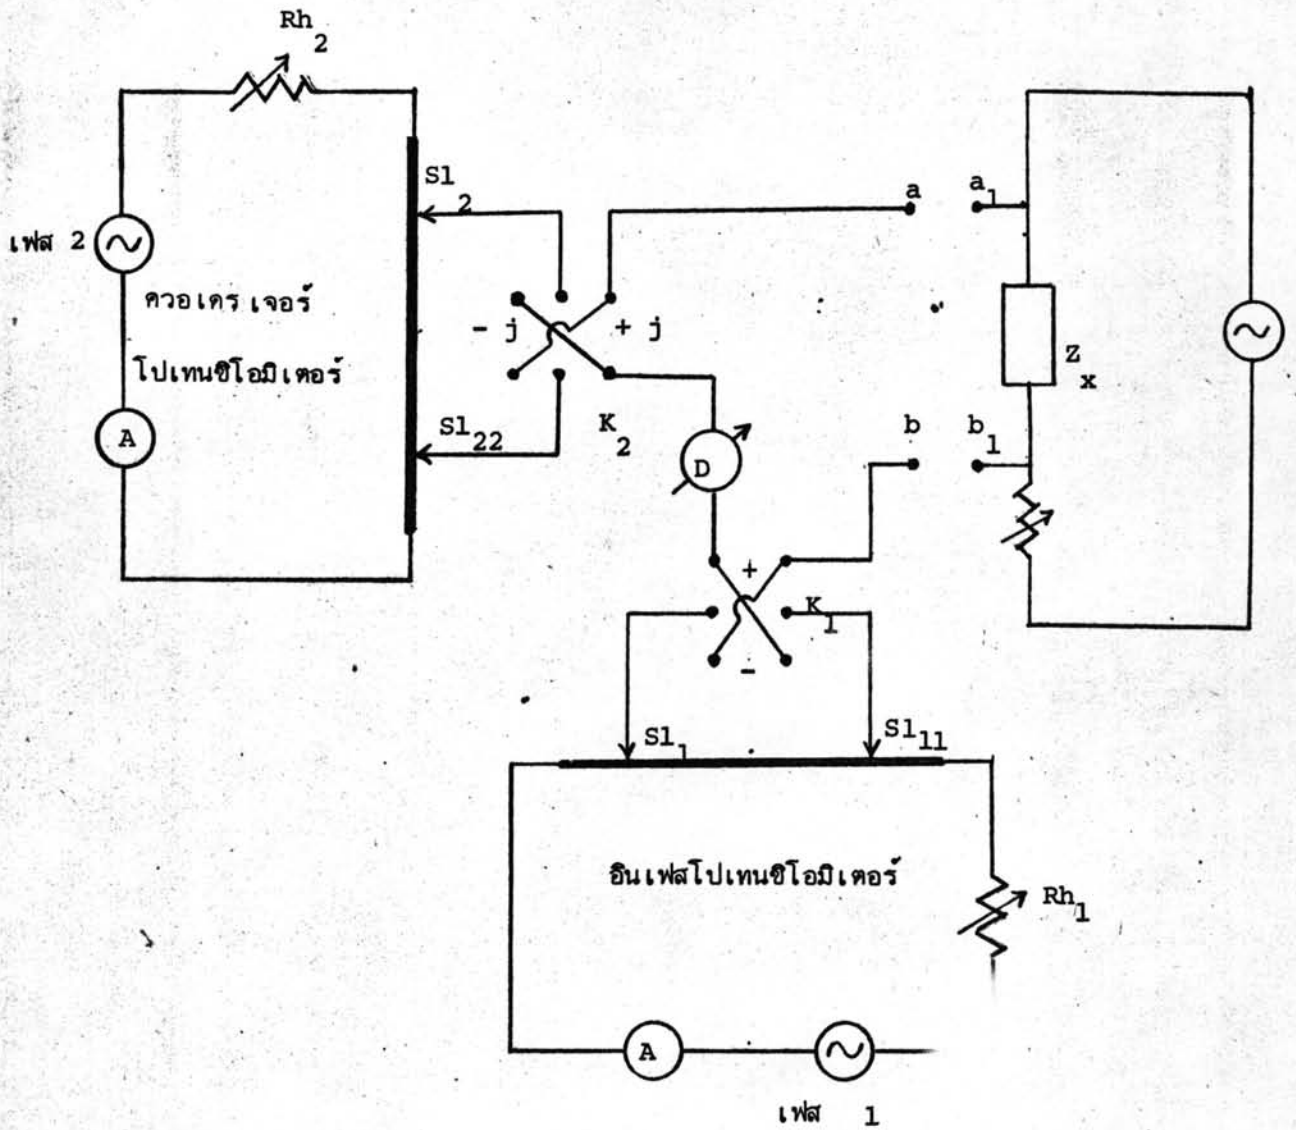 Rh2
Sl2
a
a1
เฟส 2
ควอเดรเจอร์
- j
+ j
โปเทนซิโอมิเตอร์
Zx
A
Sl22
K2
b
b1
D
+
K1
-
Sl1
Sl11
อินเฟสโปเทนซิโอมิเตอร์
Rh1
A
เฟส 1